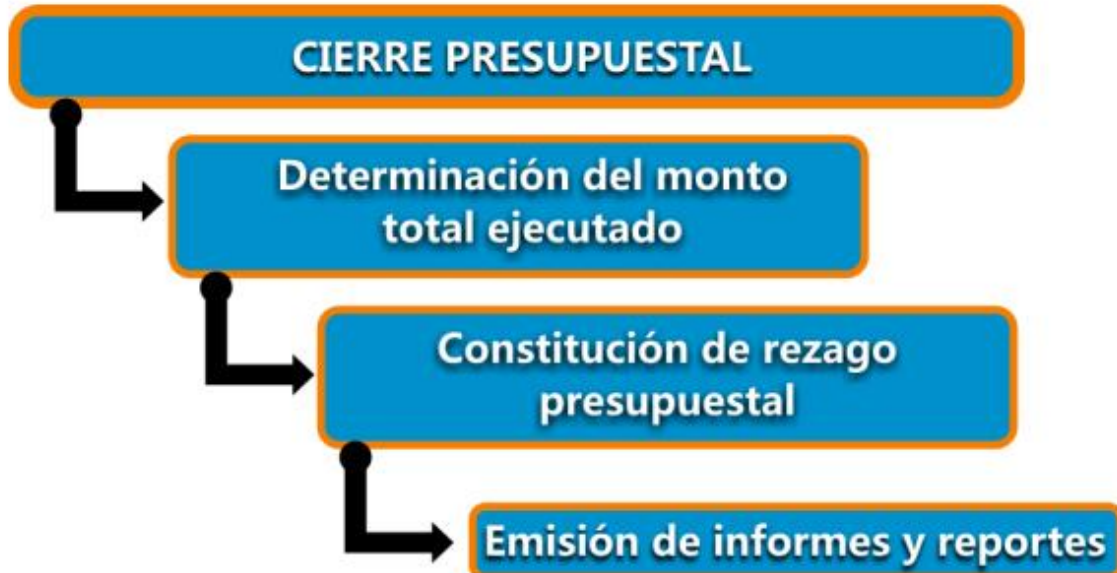 CIERRE PRESUPUESTAL
Determinación del monto
total ejecutado
Constitución de rezago
presupuestal
Emisión de informes y reportes